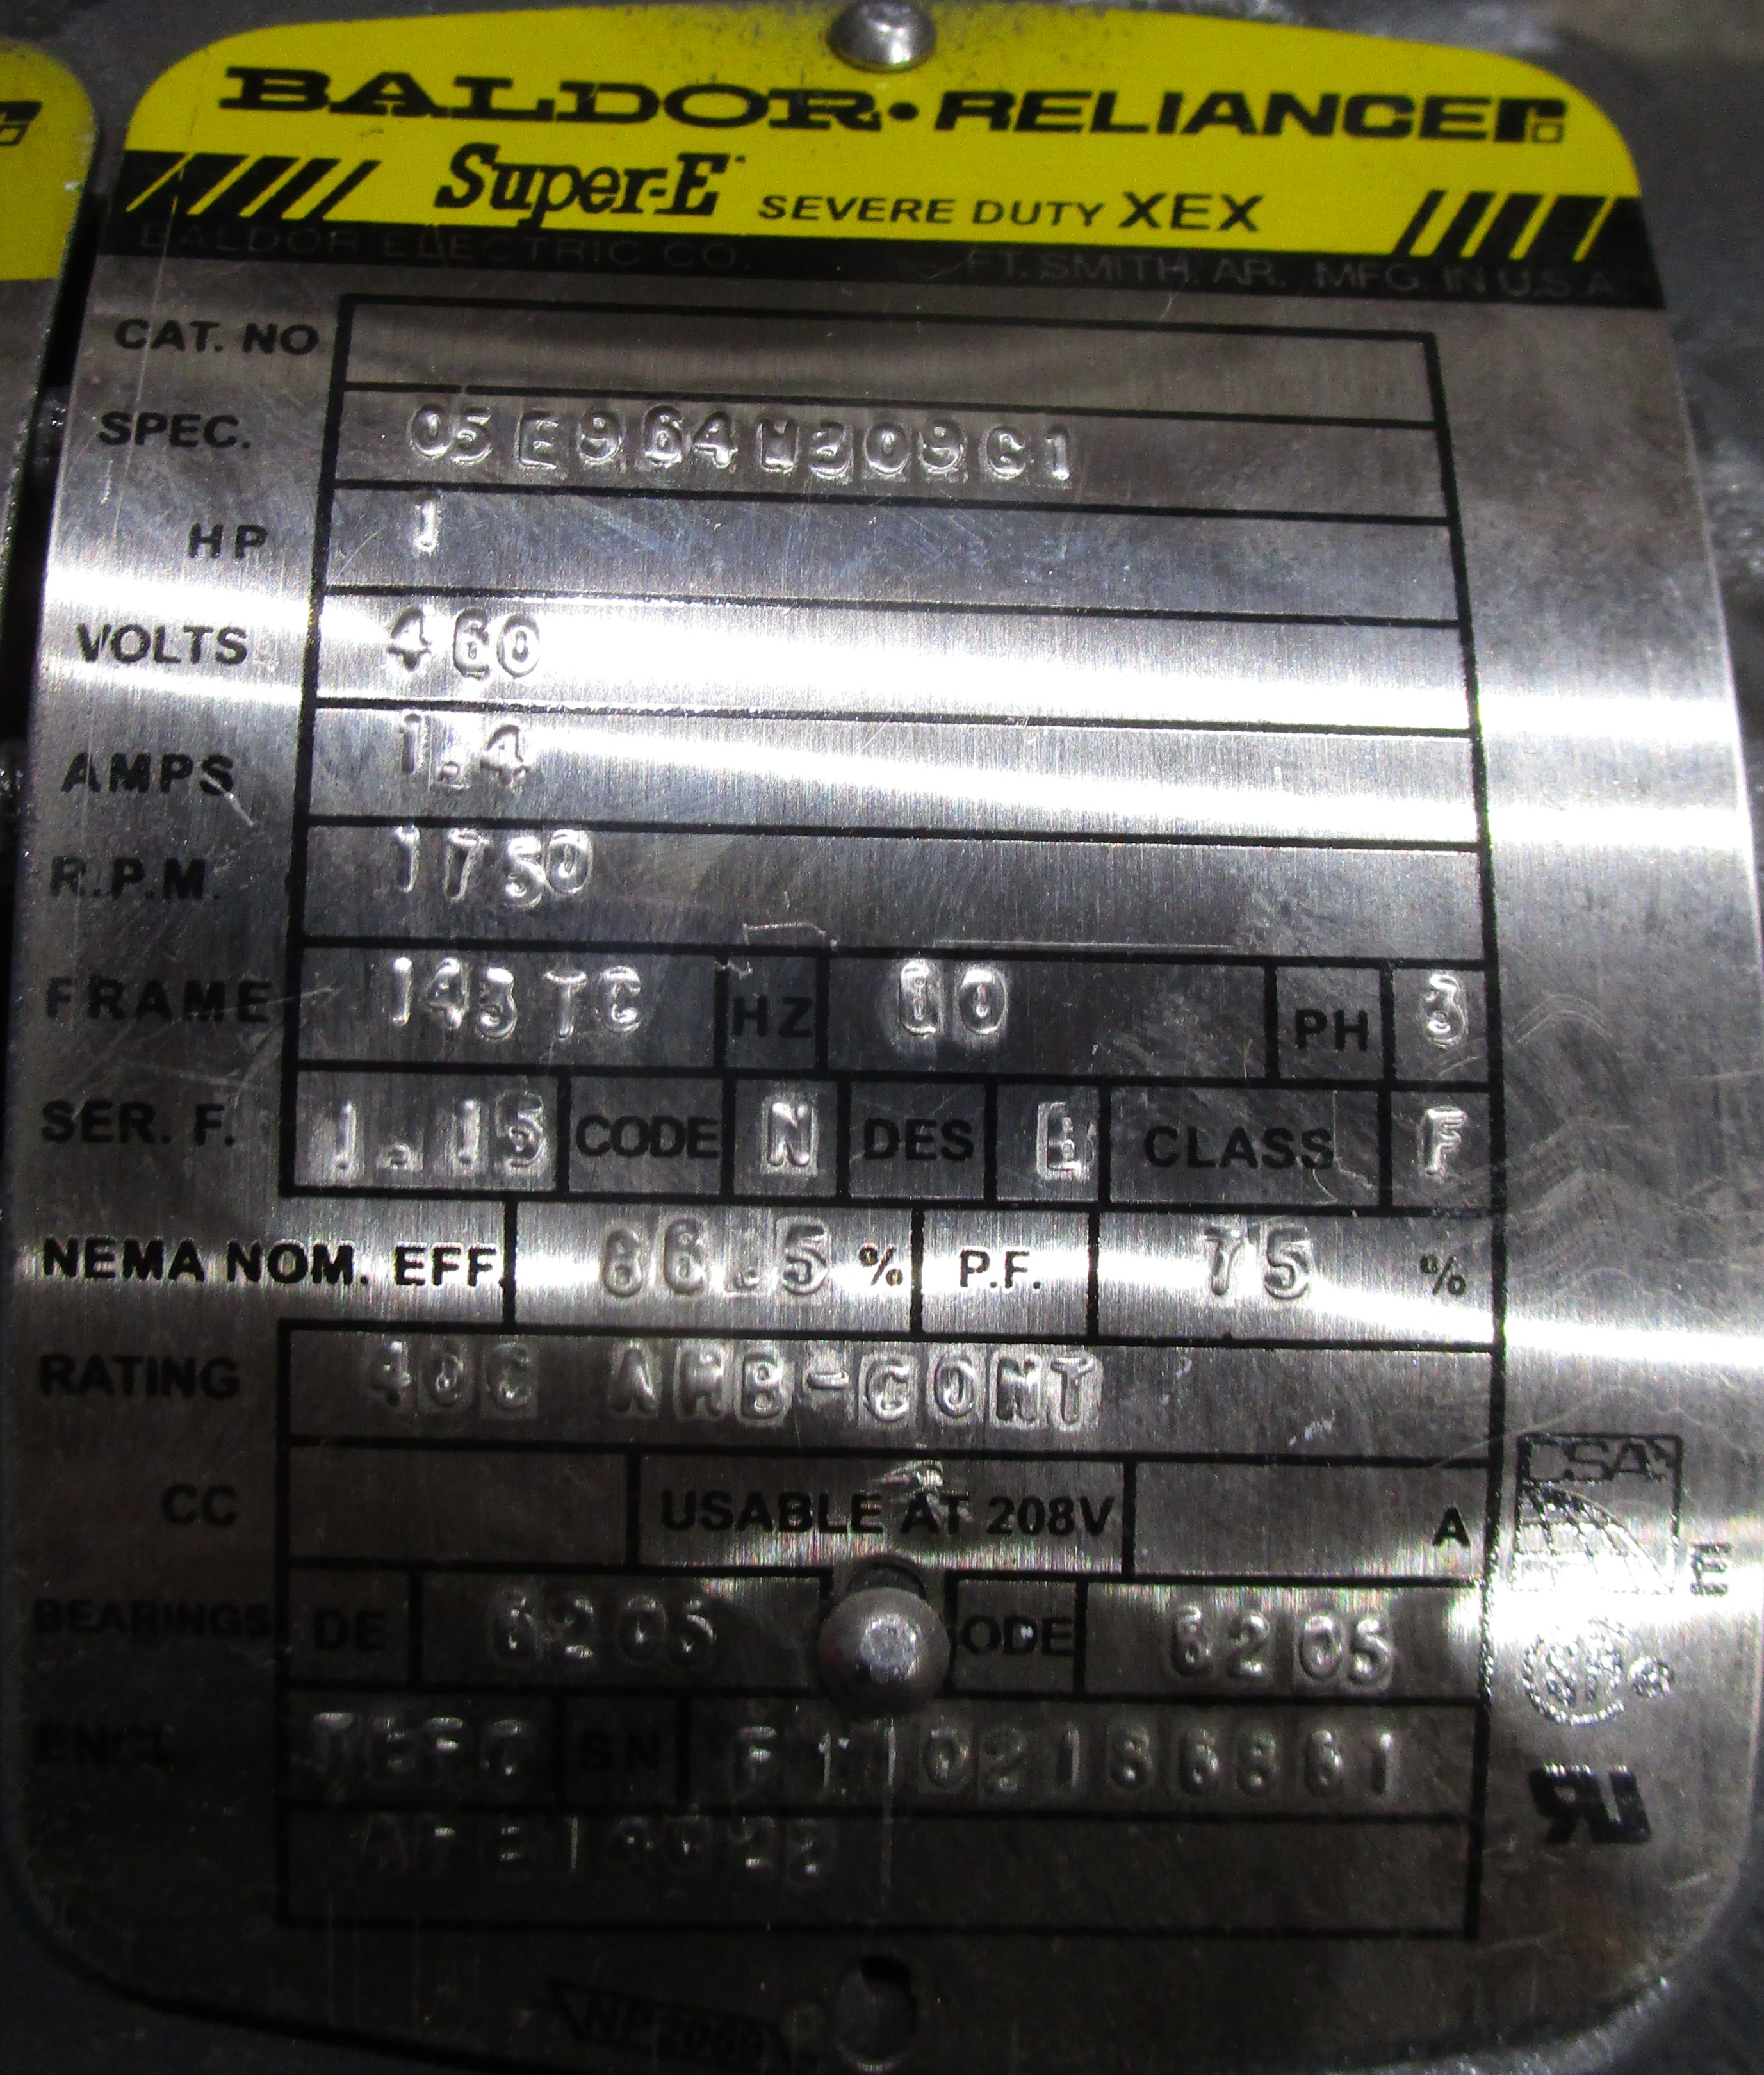 BALDOR • RELIANCER
Super-E SEVERE DUTY XEX
BALDOR ELECTRIC CO. FT. SMITH, AR. MFG. IN U.S.A.
CAT. NO
SPEC. 05E964W309G1
HP 1
VOLTS 460
AMPS 1.4
R.P.M. 1750
FRAME 143TC HZ 60 PH 3
SER. F. 1.15 CODE N DES CLASS F
NEMA NOM. EFF. 86.5 % P.F. 75 %
RATING 40C AMB-CONT
CC USABLE AT 208V A
BEARINGS DE 6205 ODE 6205
ENCL. TEFC SN
CSA
E